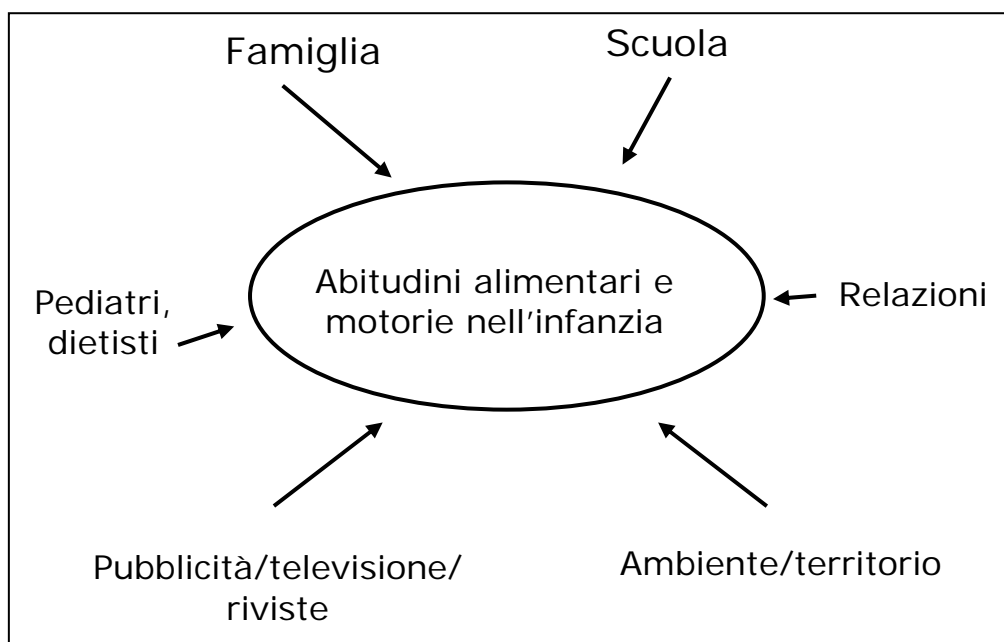 Famiglia
Scuola
Abitudini alimentari e
motorie nell'infanzia
Pediatri,
dietisti
Relazioni
Pubblicità/televisione/
riviste
Ambiente/territorio